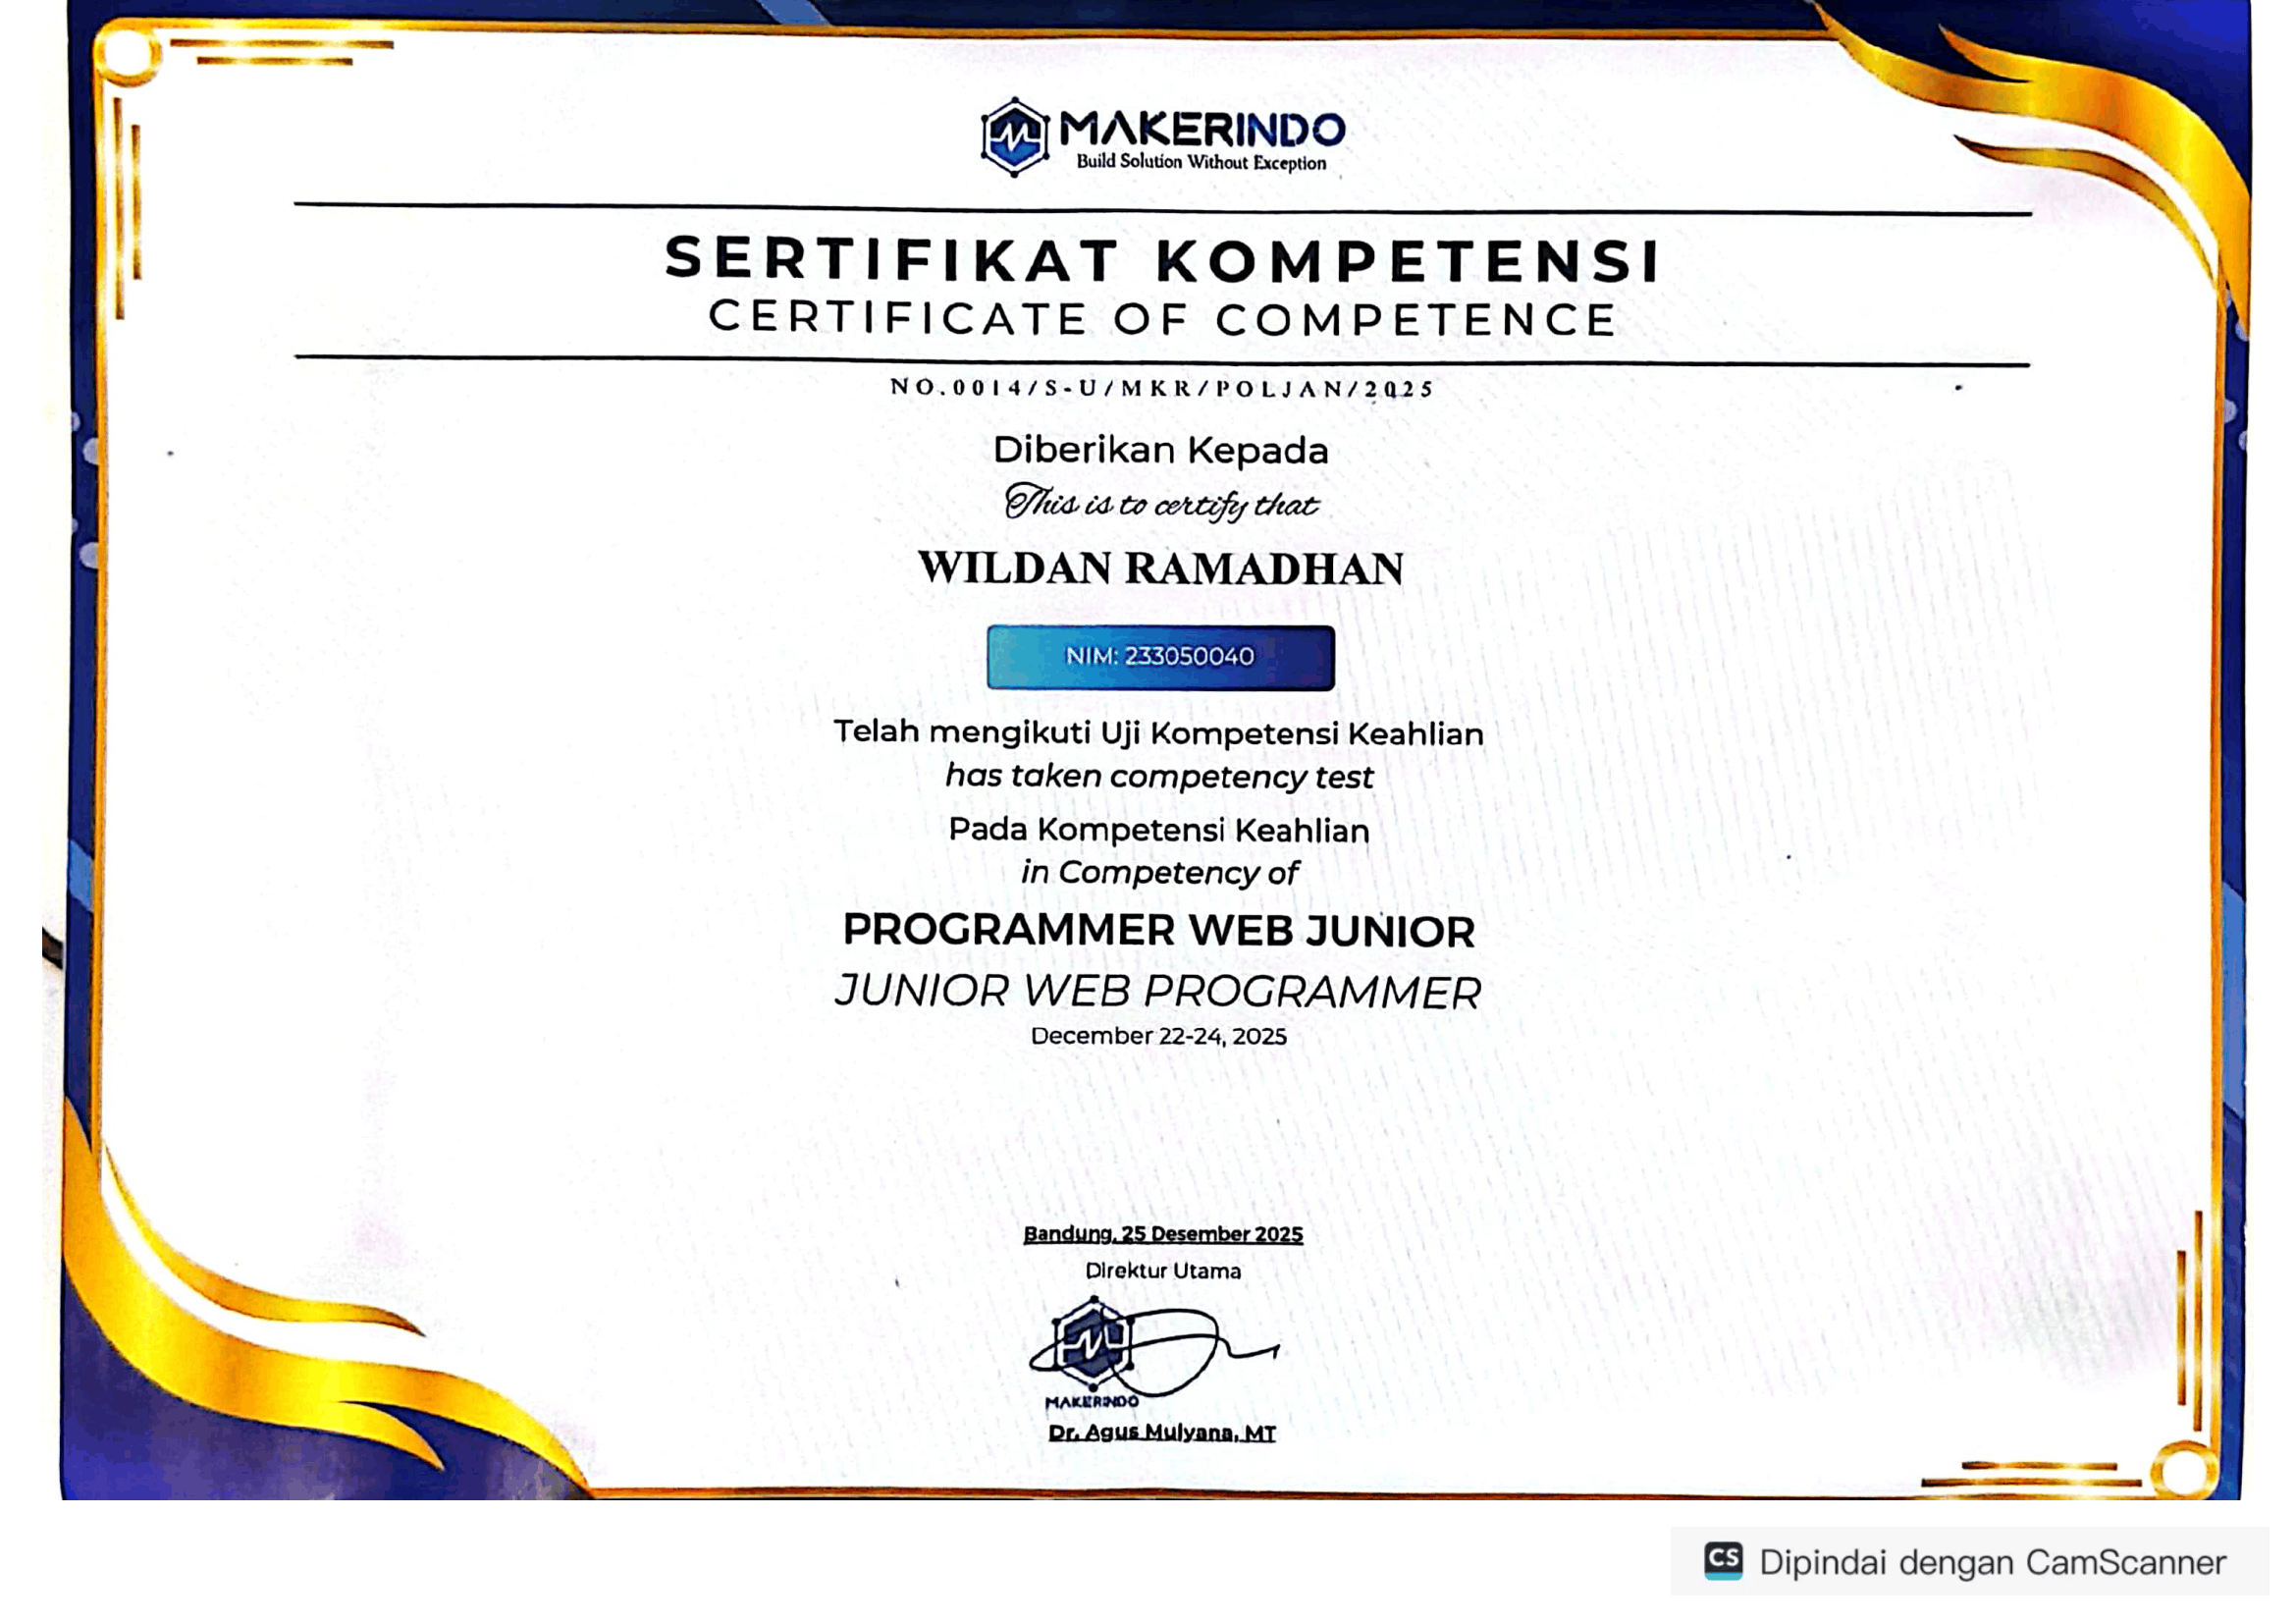 MAKERINDO
Build Solution Without Exception
SERTIFIKAT KOMPETENSI
CERTIFICATE OF COMPETENCE
NO.0014/S-U/MKR/POLJAN/2025
Diberikan Kepada
This is to certify that
WILDAN RAMADHAN
NIM: 233050040
Telah mengikuti Uji Kompetensi Keahlian
has taken competency test
Pada Kompetensi Keahlian
in Competency of
PROGRAMMER WEB JUNIOR
JUNIOR WEB PROGRAMMER
December 22-24, 2025
Bandung, 25 Desember 2025
Direktur Utama
MAKERINDO
Dr. Agus Mulyana, MT
CS Dipindai dengan CamScanner